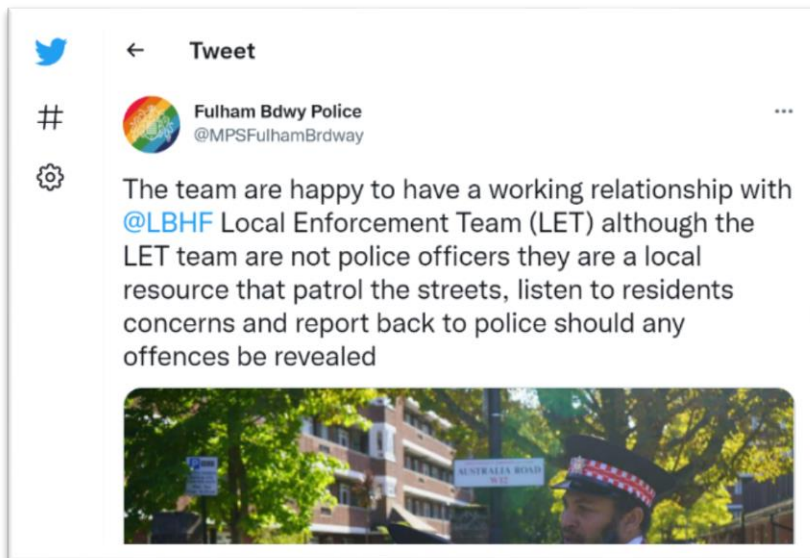 ← Tweet
#
Fulham Bdwy Police
...
@MPSFulhamBrdway
The team are happy to have a working relationship with
@LBHF Local Enforcement Team (LET) although the
LET team are not police officers they are a local
resource that patrol the streets, listen to residents
concerns and report back to police should any
offences be revealed
AUSTRALIA ROAD
W12